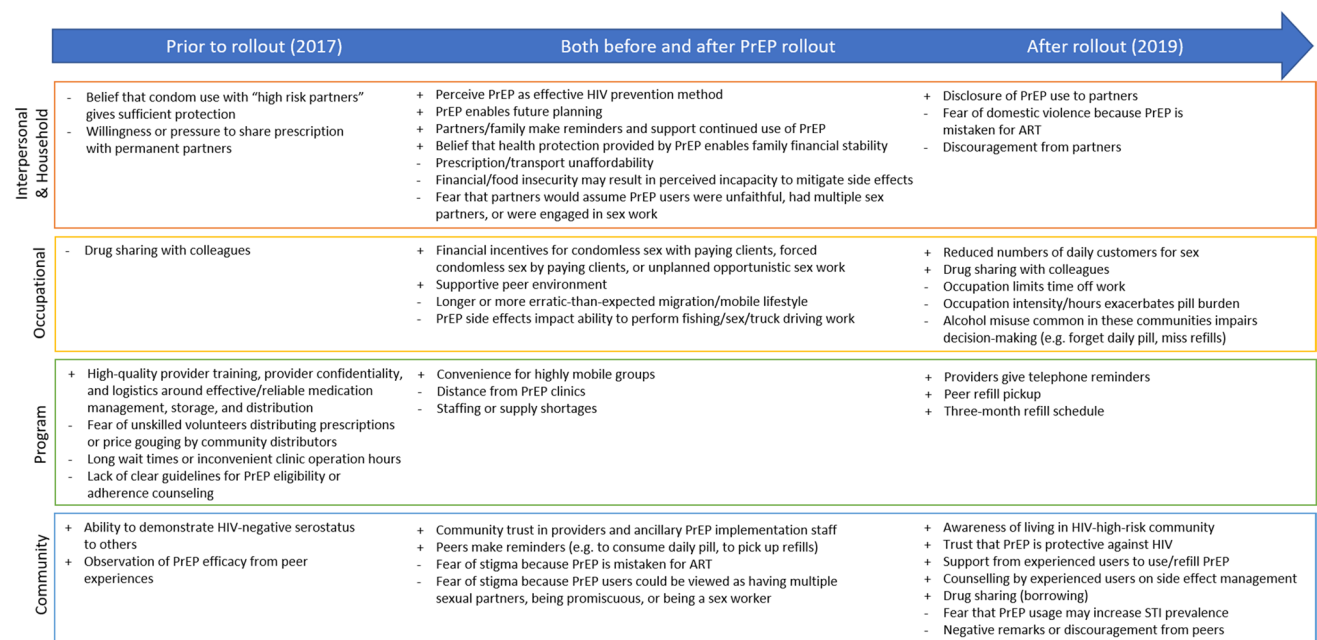 Prior to rollout (2017)
Both before and after PrEP rollout
After rollout (2019)
Interpersonal
& Household
- Belief that condom use with “high risk partners”
gives sufficient protection
- Willingness or pressure to share prescription
with permanent partners
+ Perceive PrEP as effective HIV prevention method
+ PrEP enables future planning
+ Partners/family make reminders and support continued use of PrEP
+ Belief that health protection provided by PrEP enables family financial stability
- Prescription/transport unaffordability
- Financial/food insecurity may result in perceived incapacity to mitigate side effects
- Fear that partners would assume PrEP users were unfaithful, had multiple sex
partners, or were engaged in sex work
+ Disclosure of PrEP use to partners
- Fear of domestic violence because PrEP is
mistaken for ART
- Discouragement from partners
Occupational
- Drug sharing with colleagues
+ Financial incentives for condomless sex with paying clients, forced
condomless sex by paying clients, or unplanned opportunistic sex work
+ Supportive peer environment
- Longer or more erratic-than-expected migration/mobile lifestyle
- PrEP side effects impact ability to perform fishing/sex/truck driving work
+ Reduced numbers of daily customers for sex
+ Drug sharing with colleagues
- Occupation limits time off work
- Occupation intensity/hours exacerbates pill burden
- Alcohol misuse common in these communities impairs
decision-making (e.g. forget daily pill, miss refills)
Program
+ High-quality provider training, provider confidentiality,
and logistics around effective/reliable medication
management, storage, and distribution
- Fear of unskilled volunteers distributing prescriptions
or price gouging by community distributors
- Long wait times or inconvenient clinic operation hours
- Lack of clear guidelines for PrEP eligibility or
adherence counseling
+ Convenience for highly mobile groups
- Distance from PrEP clinics
- Staffing or supply shortages
+ Providers give telephone reminders
+ Peer refill pickup
+ Three-month refill schedule
Community
+ Ability to demonstrate HIV-negative serostatus
to others
+ Observation of PrEP efficacy from peer
experiences
+ Community trust in providers and ancillary PrEP implementation staff
+ Peers make reminders (e.g. to consume daily pill, to pick up refills)
- Fear of stigma because PrEP is mistaken for ART
- Fear of stigma because PrEP users could be viewed as having multiple
sexual partners, being promiscuous, or being a sex worker
+ Awareness of living in HIV-high-risk community
+ Trust that PrEP is protective against HIV
+ Support from experienced users to use/refill PrEP
+ Counselling by experienced users on side effect management
+ Drug sharing (borrowing)
- Fear that PrEP usage may increase STI prevalence
- Negative remarks or discouragement from peers